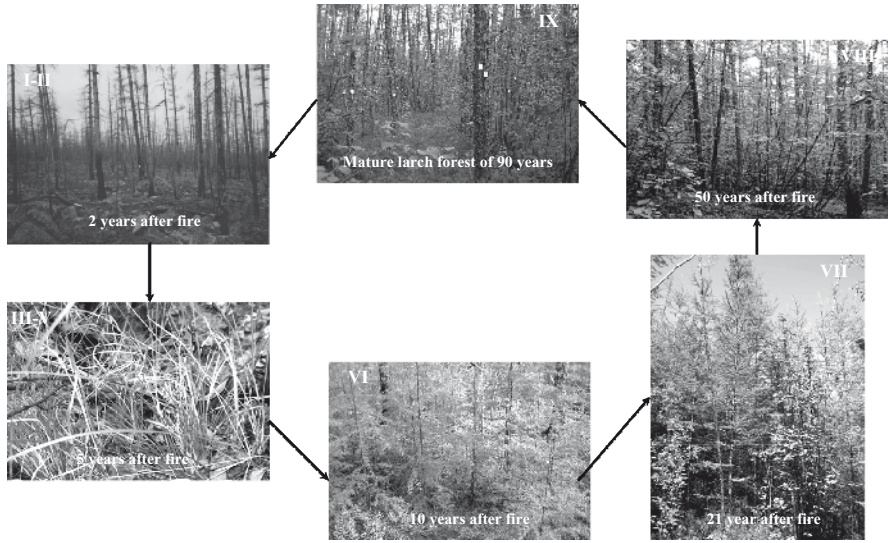 IX
Mature larch forest of 90 years
I-II
2 years after fire
VIII
50 years after fire
III-V
5 years after fire
VI
10 years after fire
VII
21 year after fire